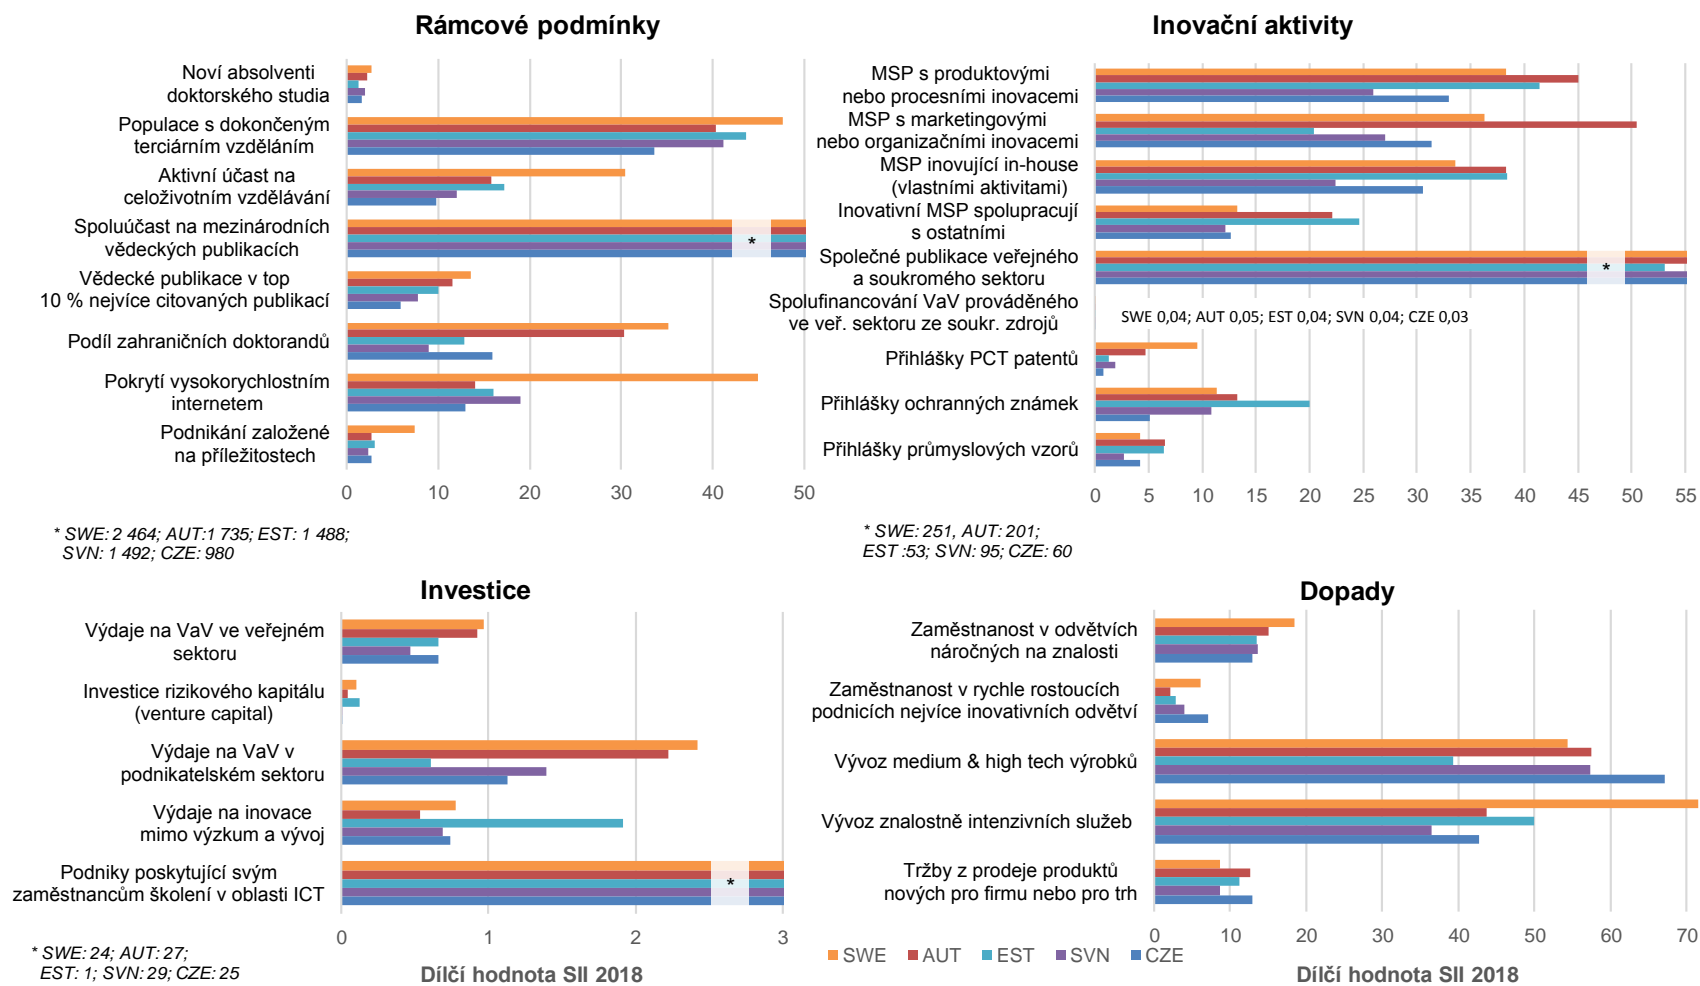 Rámcové podmínky
Noví absolventi
doktorského studia
Populace s dokončeným
terciárním vzděláním
Aktivní účast na
celoživotním vzdělávání
Spoluúčast na mezinárodních
vědeckých publikacích
*
Vědecké publikace v top
10 % nejvíce citovaných publikací
Podíl zahraničních doktorandů
Pokrytí vysokorychlostním
internetem
Podnikání založené
na příležitostech
0 10 20 30 40 50
* SWE: 2 464; AUT:1 735; EST: 1 488;
SVN: 1 492; CZE: 980
Inovační aktivity
MSP s produktovými
nebo procesními inovacemi
MSP s marketingovými
nebo organizačními inovacemi
MSP inovující in-house
(vlastními aktivitami)
Inovativní MSP spolupracují
s ostatními
Společné publikace veřejného
a soukromého sektoru
*
Spolufinancování VaV prováděného
ve veř. sektoru ze soukr. zdrojů
SWE 0,04; AUT 0,05; EST 0,04; SVN 0,04; CZE 0,03
Přihlášky PCT patentů
Přihlášky ochranných známek
Přihlášky průmyslových vzorů
0 5 10 15 20 25 30 35 40 45 50 55
* SWE: 251, AUT: 201;
EST :53; SVN: 95; CZE: 60
Investice
Výdaje na VaV ve veřejném
sektoru
Investice rizikového kapitálu
(venture capital)
Výdaje na VaV v
podnikatelském sektoru
Výdaje na inovace
mimo výzkum a vývoj
Podniky poskytující svým
zaměstnancům školení v oblasti ICT
*
0 1 2 3
* SWE: 24; AUT: 27;
EST: 1; SVN: 29; CZE: 25
Dílčí hodnota SII 2018
Dopady
Zaměstnanost v odvětvích
náročných na znalosti
Zaměstnanost v rychle rostoucích
podnicích nejvíce inovativních odvětví
Vývoz medium & high tech výrobků
Vývoz znalostně intenzivních služeb
Tržby z prodeje produktů
nových pro firmu nebo pro trh
0 10 20 30 40 50 60 70
SWE AUT EST SVN CZE
Dílčí hodnota SII 2018